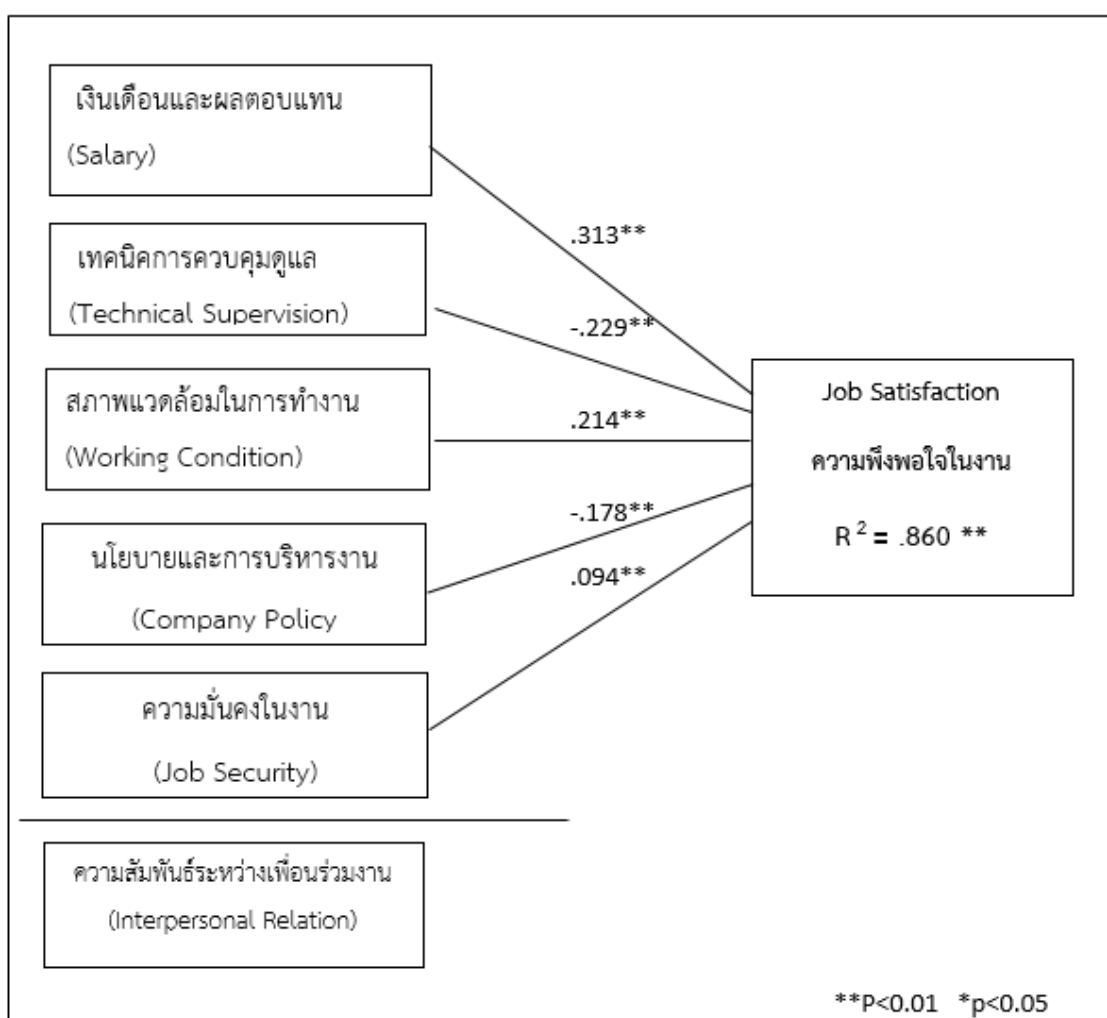 เงินเดือนและผลตอบแทน
(Salary)
.313**
เทคนิคการควบคุมดูแล
(Technical Supervision)
-.229**
สภาพแวดล้อมในการทำงาน
(Working Condition)
.214**
Job Satisfaction
ความพึงพอใจในงาน
R² = .860 **
นโยบายและการบริหารงาน
(Company Policy
-.178**
.094**
ความมั่นคงในงาน
(Job Security)
ความสัมพันธ์ระหว่างเพื่อนร่วมงาน
(Interpersonal Relation)
**P<0.01 *p<0.05